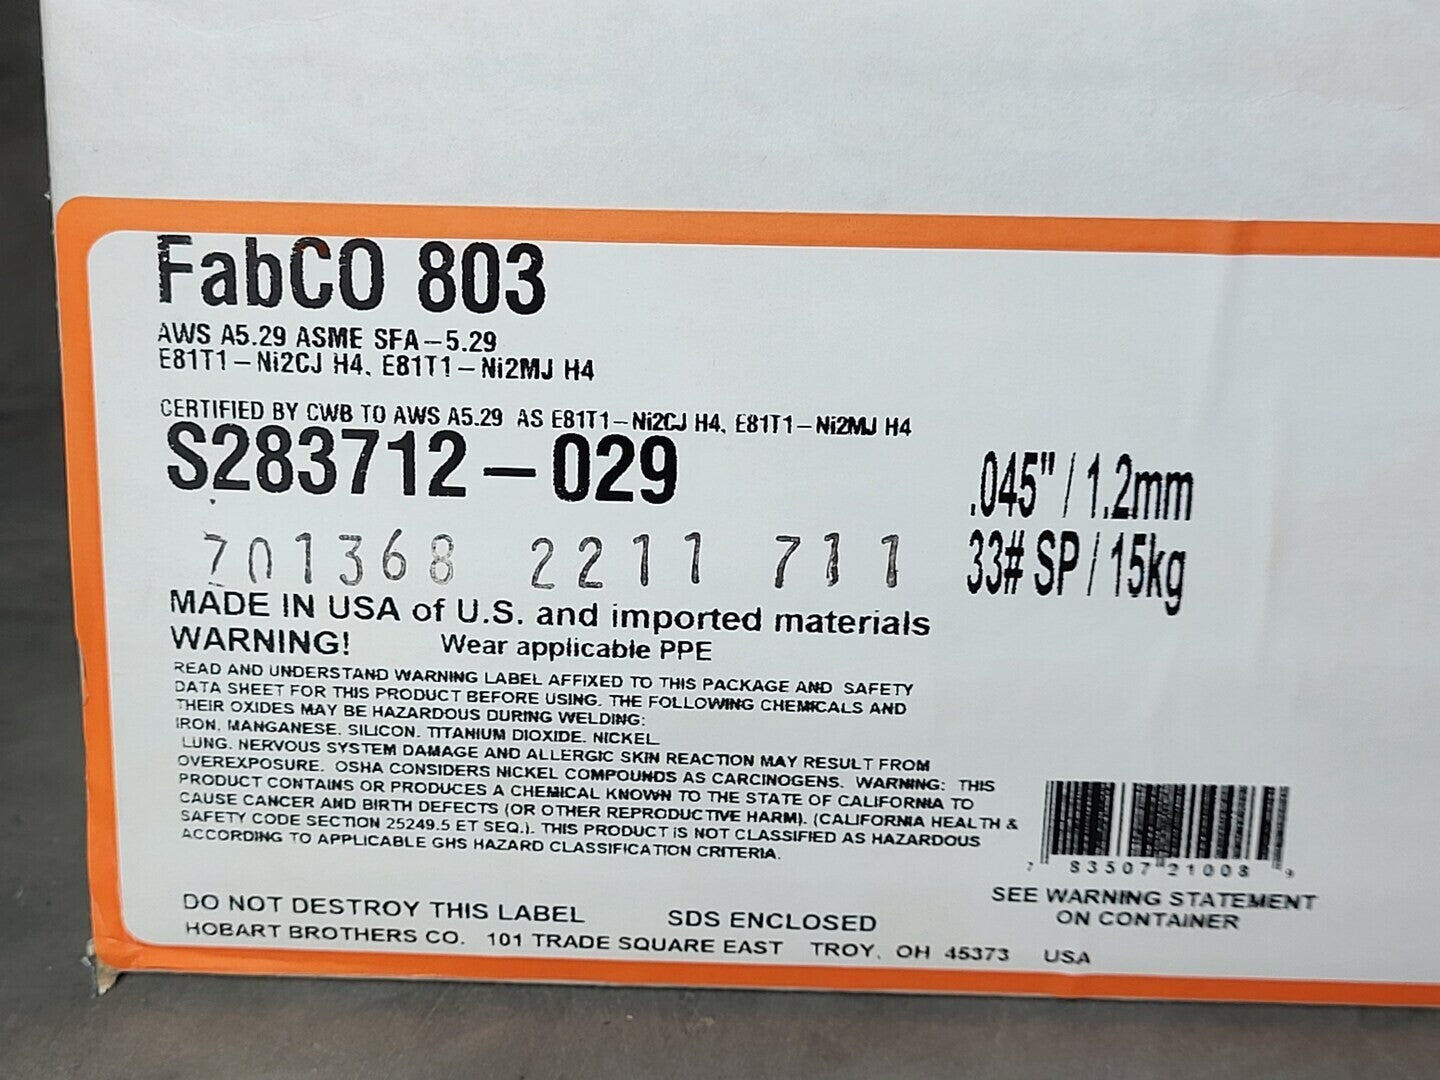 FabCO 803
AWS A5.29 ASME SFA-5.29
E81T1-Ni2CJ H4, E81T1-Ni2MJ H4
CERTIFIED BY CWB TO AWS A5.29 AS E81T1-Ni2CJ H4, E81T1-Ni2MJ H4
S283712-029
.045" / 1.2mm
701368 2211 711
33# SP / 15kg
MADE IN USA of U.S. and imported materials
WARNING! Wear applicable PPE
READ AND UNDERSTAND WARNING LABEL AFFIXED TO THIS PACKAGE AND SAFETY
DATA SHEET FOR THIS PRODUCT BEFORE USING. THE FOLLOWING CHEMICALS AND
THEIR OXIDES MAY BE HAZARDOUS DURING WELDING:
IRON, MANGANESE, SILICON, TITANIUM DIOXIDE, NICKEL
LUNG, NERVOUS SYSTEM DAMAGE AND ALLERGIC SKIN REACTION MAY RESULT FROM
OVEREXPOSURE. OSHA CONSIDERS NICKEL COMPOUNDS AS CARCINOGENS. WARNING: THIS
PRODUCT CONTAINS OR PRODUCES A CHEMICAL KNOWN TO THE STATE OF CALIFORNIA TO
CAUSE CANCER AND BIRTH DEFECTS (OR OTHER REPRODUCTIVE HARM). (CALIFORNIA HEALTH &
SAFETY CODE SECTION 25249.5 ET SEQ.). THIS PRODUCT IS NOT CLASSIFIED AS HAZARDOUS
ACCORDING TO APPLICABLE GHS HAZARD CLASSIFICATION CRITERIA.
7 83507 21008 9
SEE WARNING STATEMENT
ON CONTAINER
DO NOT DESTROY THIS LABEL SDS ENCLOSED
HOBART BROTHERS CO. 101 TRADE SQUARE EAST TROY, OH 45373 USA